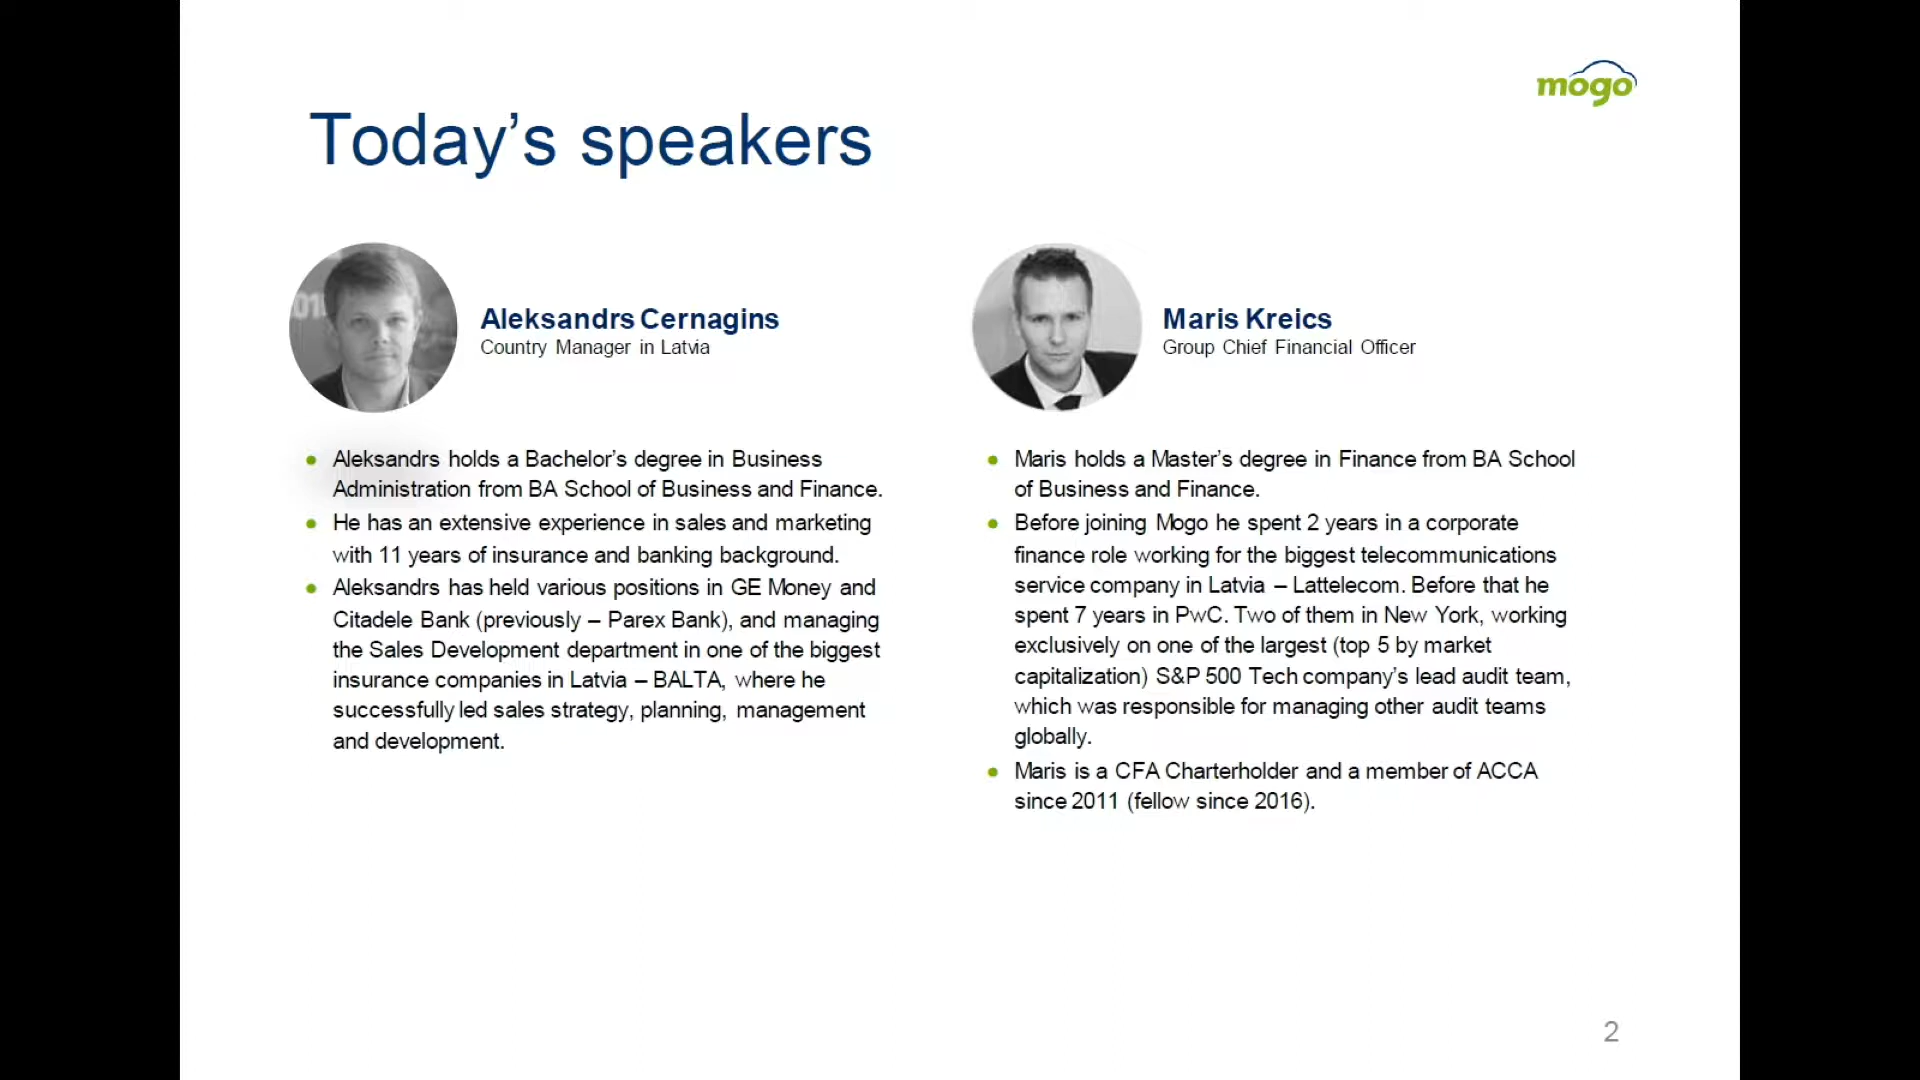 mogo
Today's speakers
Aleksandrs Cernagins
Country Manager in Latvia
Aleksandrs holds a Bachelor's degree in Business
Administration from BA School of Business and Finance.
He has an extensive experience in sales and marketing
with 11 years of insurance and banking background.
Aleksandrs has held various positions in GE Money and
Citadele Bank (previously – Parex Bank), and managing
the Sales Development department in one of the biggest
insurance companies in Latvia – BALTA, where he
successfully led sales strategy, planning, management
and development.
Maris Kreics
Group Chief Financial Officer
Maris holds a Master's degree in Finance from BA School
of Business and Finance.
Before joining Mogo he spent 2 years in a corporate
finance role working for the biggest telecommunications
service company in Latvia – Lattelecom. Before that he
spent 7 years in PwC. Two of them in New York, working
exclusively on one of the largest (top 5 by market
capitalization) S&P 500 Tech company's lead audit team,
which was responsible for managing other audit teams
globally.
Maris is a CFA Charterholder and a member of ACCA
since 2011 (fellow since 2016).
2